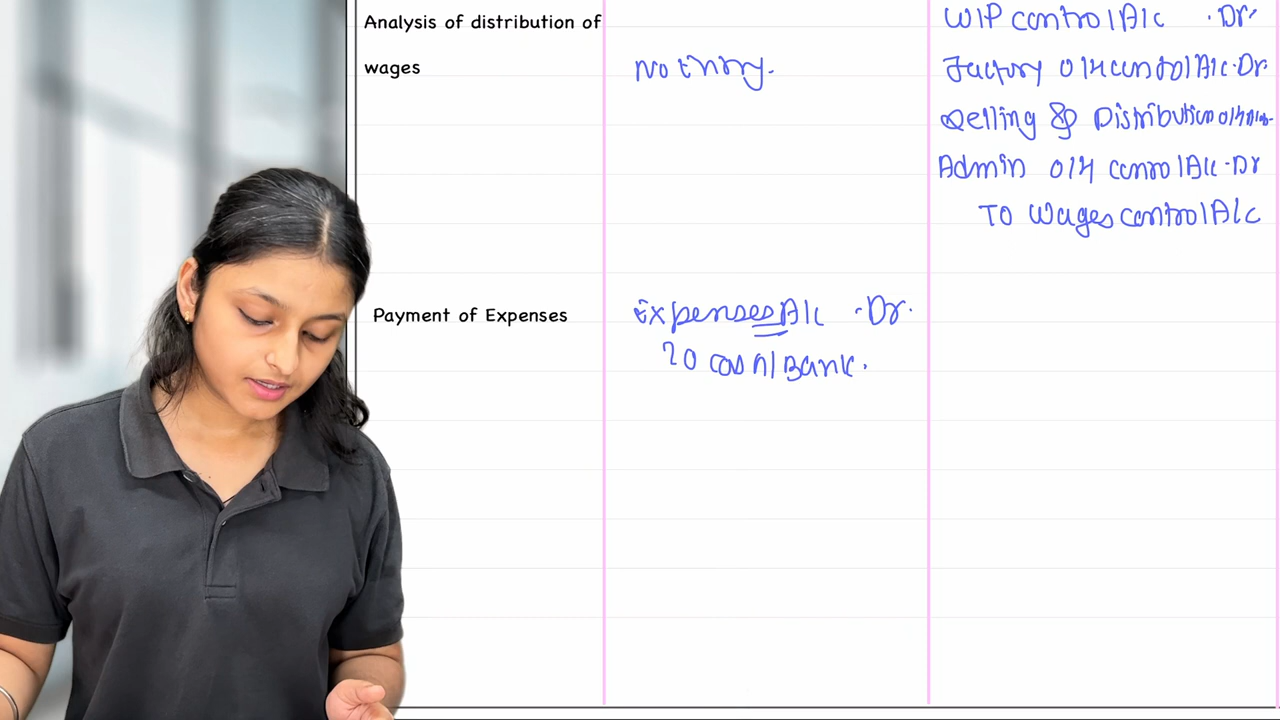 Analysis of distribution of
wages
No Entry.
WIP control A/c .Dr.
Factory O/H control A/c.Dr.
Selling & Distribution O/H
Admin O/H control A/c.Dr
To Wages control A/c
Payment of Expenses
Expenses A/c .Dr.
To cash/Bank.